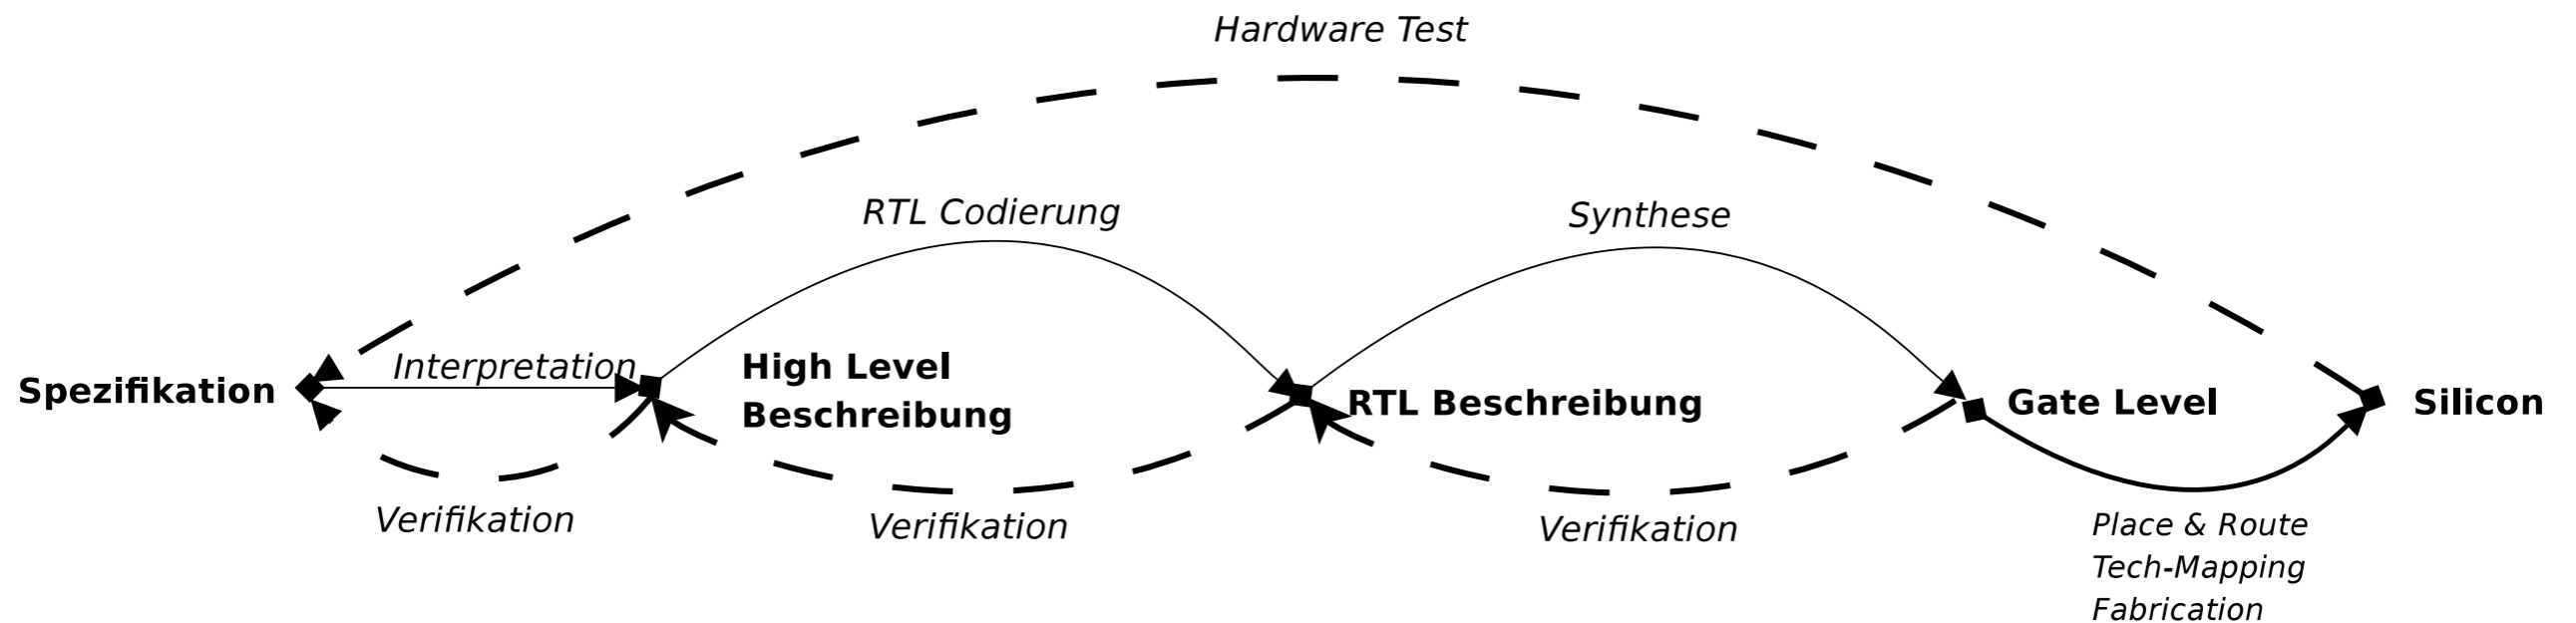 Hardware Test
RTL Codierung
Synthese
Interpretation
Spezifikation
High Level
Beschreibung
RTL Beschreibung
Gate Level
Silicon
Verifikation
Verifikation
Verifikation
Place & Route
Tech-Mapping
Fabrication